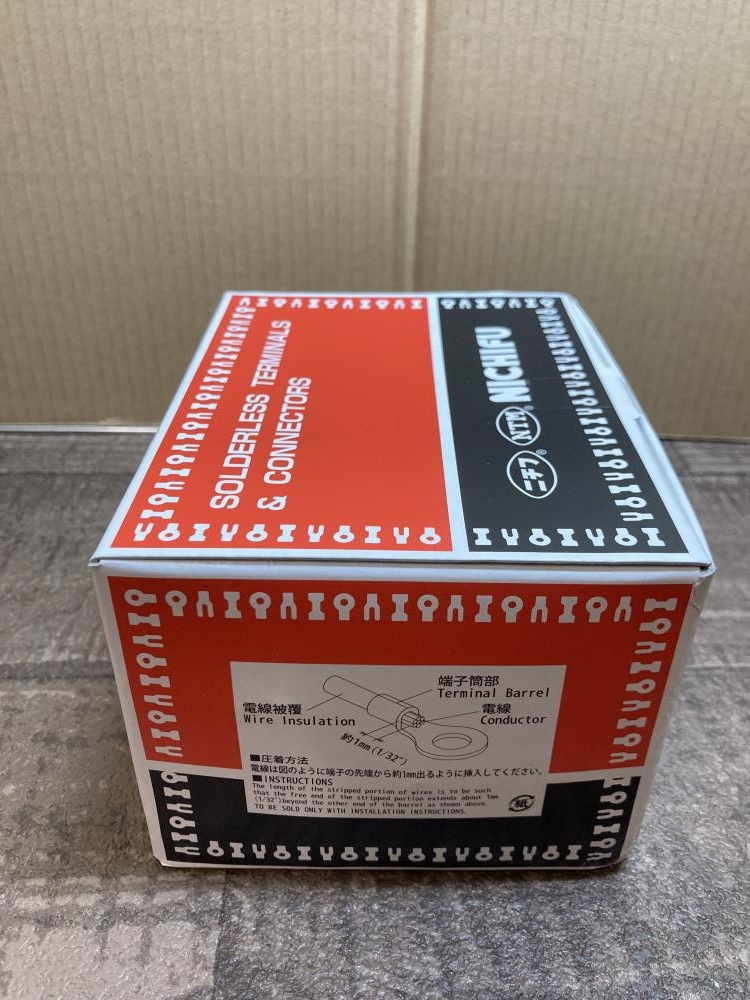 SOLDERLESS TERMINALS
& CONNECTORS
ニチフ® NTM® NICHIFU
端子筒部
Terminal Barrel
電線被覆
Wire Insulation
電線
Conductor
約1mm(1/32")
■圧着方法
電線は図のように端子の先端から約1mm出るように挿入してください。
■INSTRUCTIONS
The length of the stripped portion of wires is to be such
that the free end of the stripped portion extends about 1mm
(1/32")beyond the other end of the barrel as shown above.
TO BE SOLD ONLY WITH INSTALLATION INSTRUCTIONS.
紙